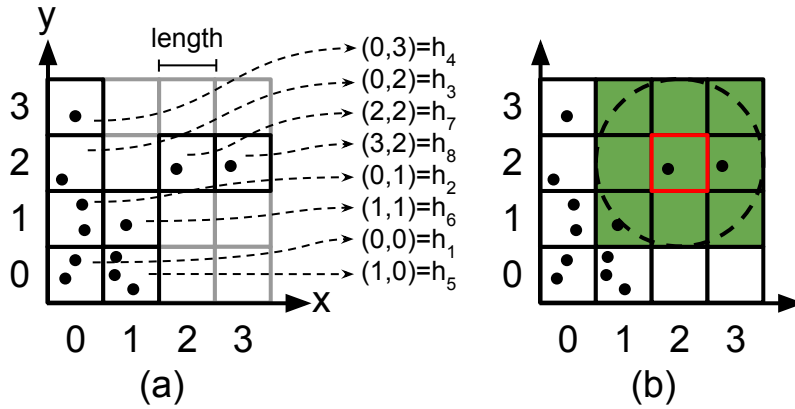 y
length
(0,3)=h4
(0,2)=h3
(2,2)=h7
(3,2)=h8
(0,1)=h2
(1,1)=h6
(0,0)=h1
(1,0)=h5
3
2
1
0
x
0 1 2 3
(a)
3
2
1
0
0 1 2 3
(b)